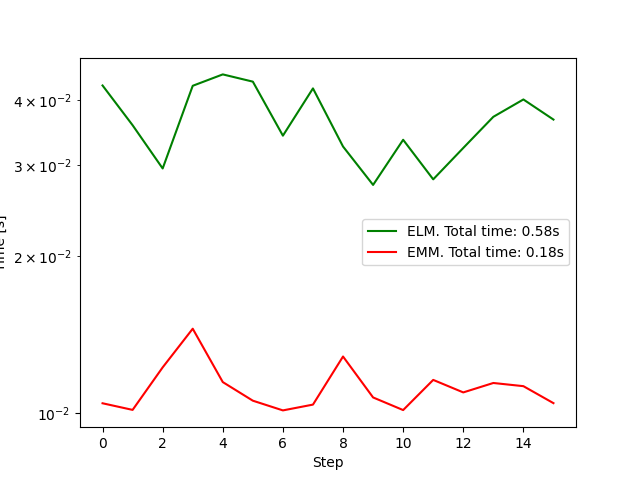 4 × 10⁻²
3 × 10⁻²
2 × 10⁻²
10⁻²
Time [s]
ELM. Total time: 0.58s
EMM. Total time: 0.18s
0 2 4 6 8 10 12 14
Step